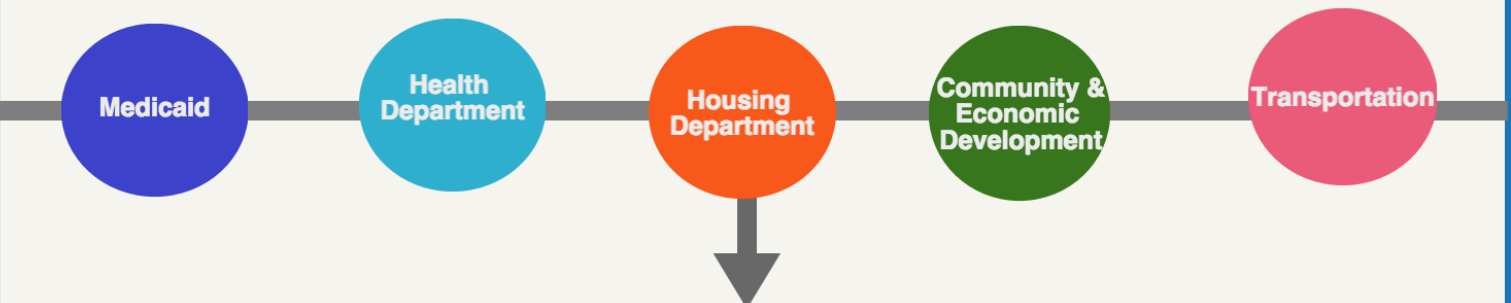 Medicaid
Health
Department
Housing
Department
Community &
Economic
Development
Transportation